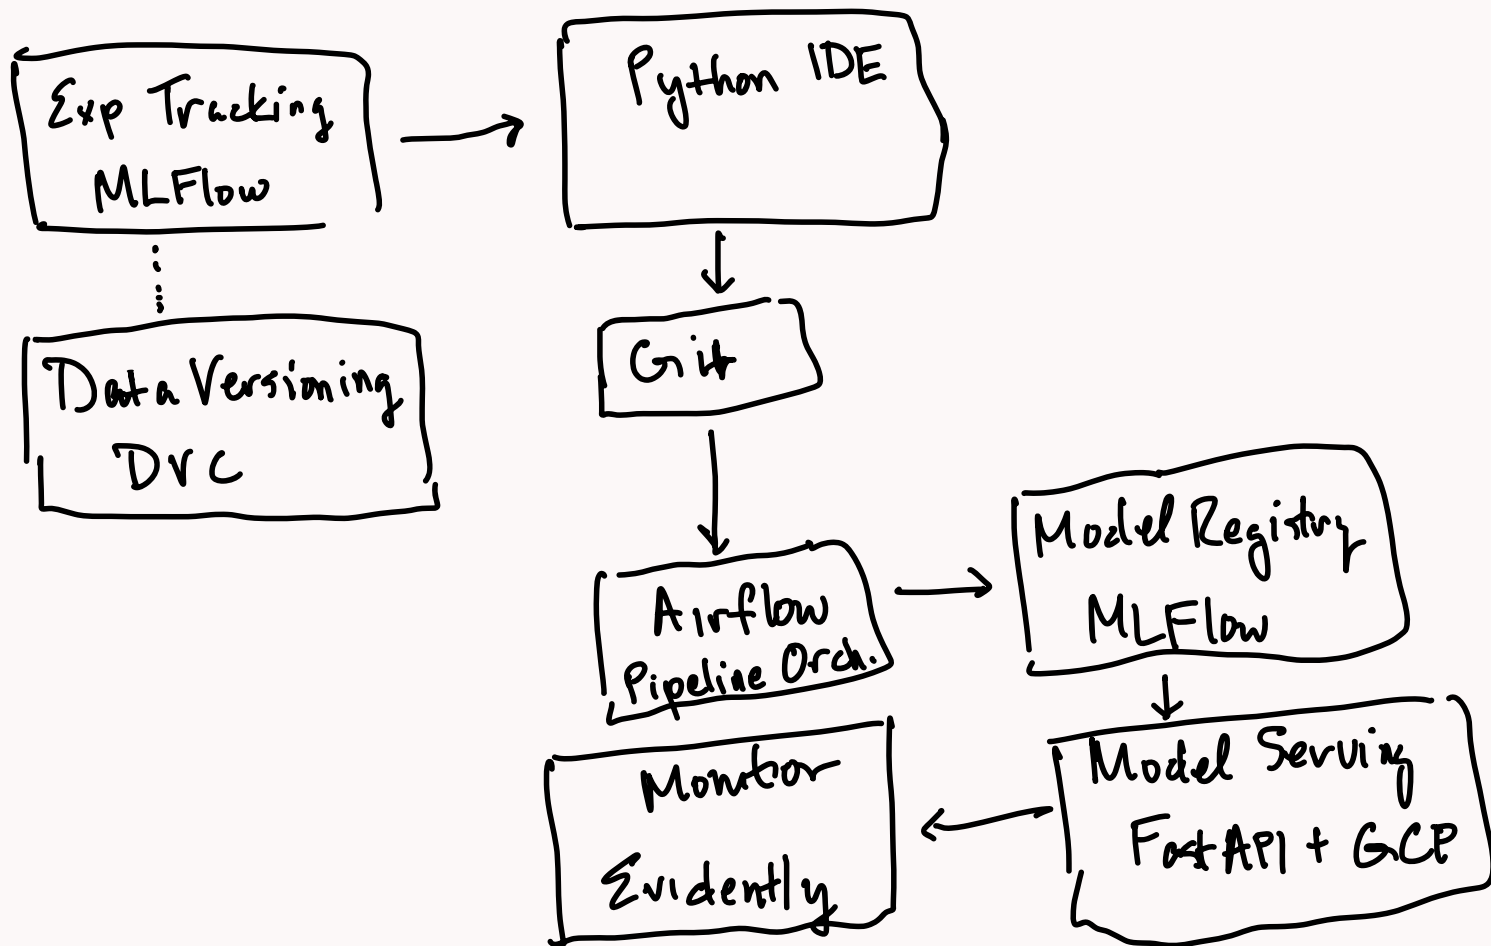 Exp Tracking
MLFlow
Python IDE
Data Versioning
DVC
Git
Airflow
Pipeline Orch.
Model Registry
MLFlow
Model Serving
FastAPI + GCP
Monitor
Evidently